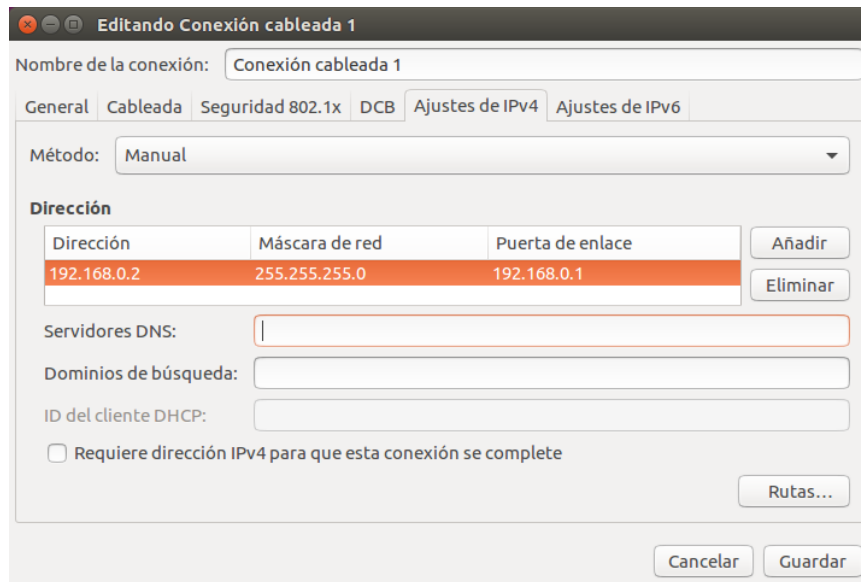 Editando Conexión cableada 1
Nombre de la conexión: Conexión cableada 1
General Cableada Seguridad 802.1x DCB Ajustes de IPv4 Ajustes de IPv6
Método: Manual
Dirección
Dirección Máscara de red Puerta de enlace Añadir
192.168.0.2 255.255.255.0 192.168.0.1
Eliminar
Servidores DNS:
Dominios de búsqueda:
ID del cliente DHCP:
Requiere dirección IPv4 para que esta conexión se complete
Rutas...
Cancelar Guardar